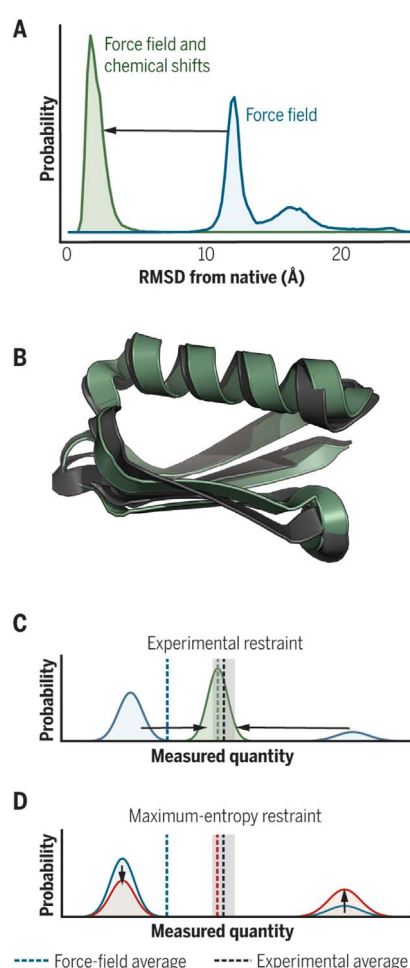 A
Force field and
chemical shifts
Force field
Probability
0 10 20
RMSD from native (Å)
B
C
Experimental restraint
Probability
Measured quantity
D
Maximum-entropy restraint
Probability
Measured quantity
Force-field average Experimental average